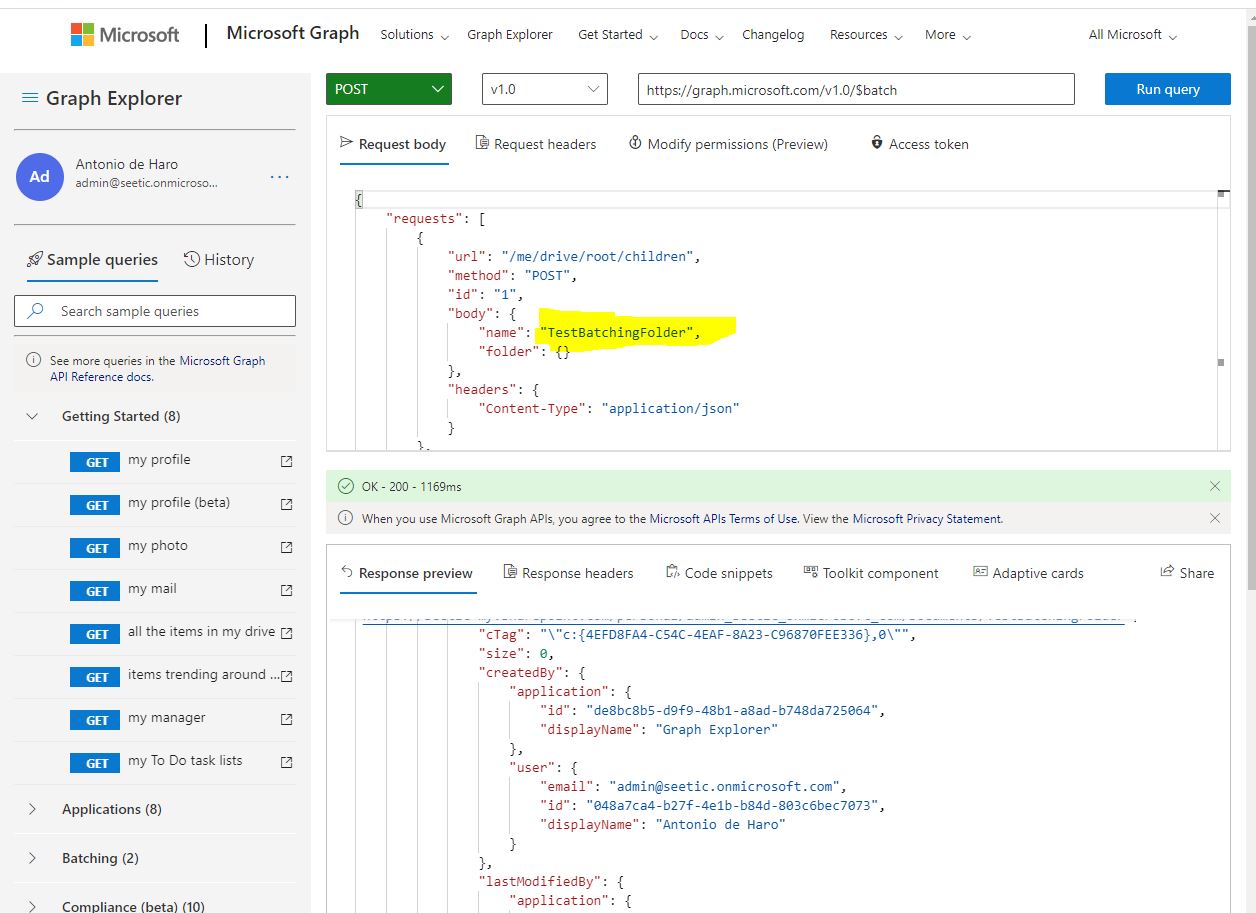 Microsoft | Microsoft Graph Solutions Graph Explorer Get Started Docs Changelog Resources More All Microsoft
Graph Explorer
Ad
Antonio de Haro
admin@seetic.onmicroso...
Sample queries History
Search sample queries
See more queries in the Microsoft Graph
API Reference docs.
Getting Started (8)
GET my profile
GET my profile (beta)
GET my photo
GET my mail
GET all the items in my drive
GET items trending around ...
GET my manager
GET my To Do task lists
Applications (8)
Batching (2)
Compliance (beta) (10)
POST v1.0 https://graph.microsoft.com/v1.0/$batch Run query
Request body Request headers Modify permissions (Preview) Access token
{
"requests": [
{
"url": "/me/drive/root/children",
"method": "POST",
"id": "1",
"body": {
"name": "TestBatchingFolder",
"folder": {}
},
"headers": {
"Content-Type": "application/json"
}
},
OK - 200 - 1169ms
When you use Microsoft Graph APIs, you agree to the Microsoft APIs Terms of Use. View the Microsoft Privacy Statement.
Response preview Response headers Code snippets Toolkit component Adaptive cards Share
"cTag": "\"c:{4EFD8FA4-C54C-4EAF-8A23-C96870FEE336},0\"",
"size": 0,
"createdBy": {
"application": {
"id": "de8bc8b5-d9f9-48b1-a8ad-b748da725064",
"displayName": "Graph Explorer"
},
"user": {
"email": "admin@seetic.onmicrosoft.com",
"id": "048a7ca4-b27f-4e1b-b84d-803c6bec7073",
"displayName": "Antonio de Haro"
}
},
"lastModifiedBy": {
"application": {